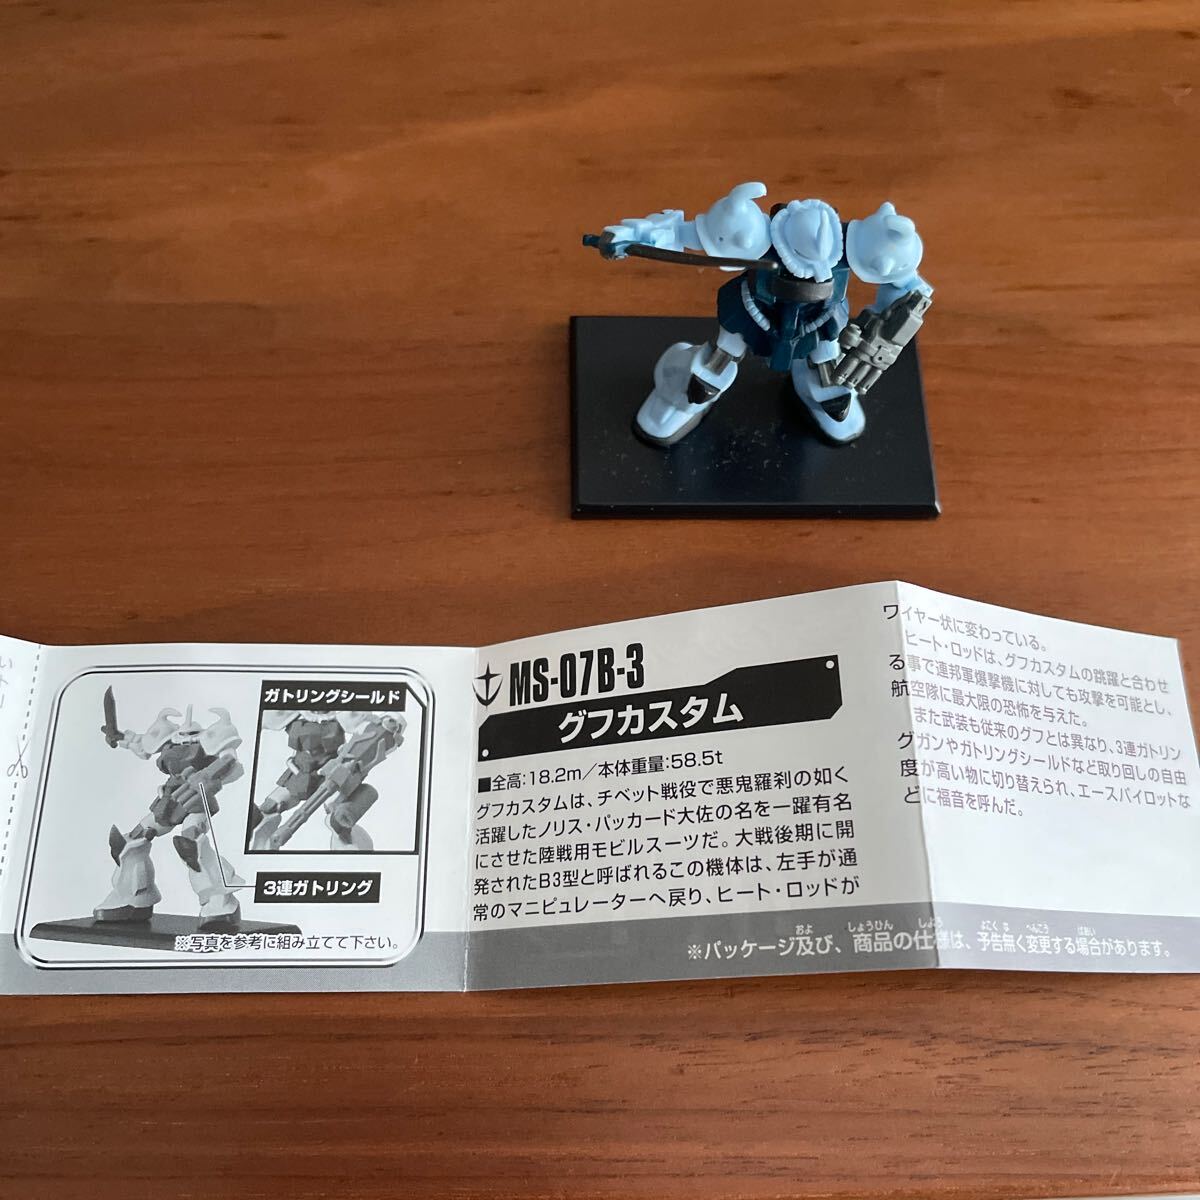 い
ガトリングシールド
3連ガトリング
※写真を参考に組み立てて下さい。
MS-07B-3
グフカスタム
■全高:18.2m/本体重量:58.5t
グフカスタムは、チベット戦役で悪鬼羅刹の如く
活躍したノリス・パッカード大佐の名を一躍有名
にさせた陸戦用モビルスーツだ。大戦後期に開
発されたB3型と呼ばれるこの機体は、左手が通
常のマニピュレーターへ戻り、ヒート・ロッドが
ワイヤー状に変わっている。
ヒート・ロッドは、グフカスタムの跳躍と合わせ
る事で連邦軍爆撃機に対しても攻撃を可能とし、
航空隊に最大限の恐怖を与えた。
また武装も従来のグフとは異なり、3連ガトリン
グガンやガトリングシールドなど取り回しの自由
度が高い物に切り替えられ、エースパイロットな
どに福音を呼んだ。
※パッケージ及び、商品の仕様は、予告無く変更する場合があります。